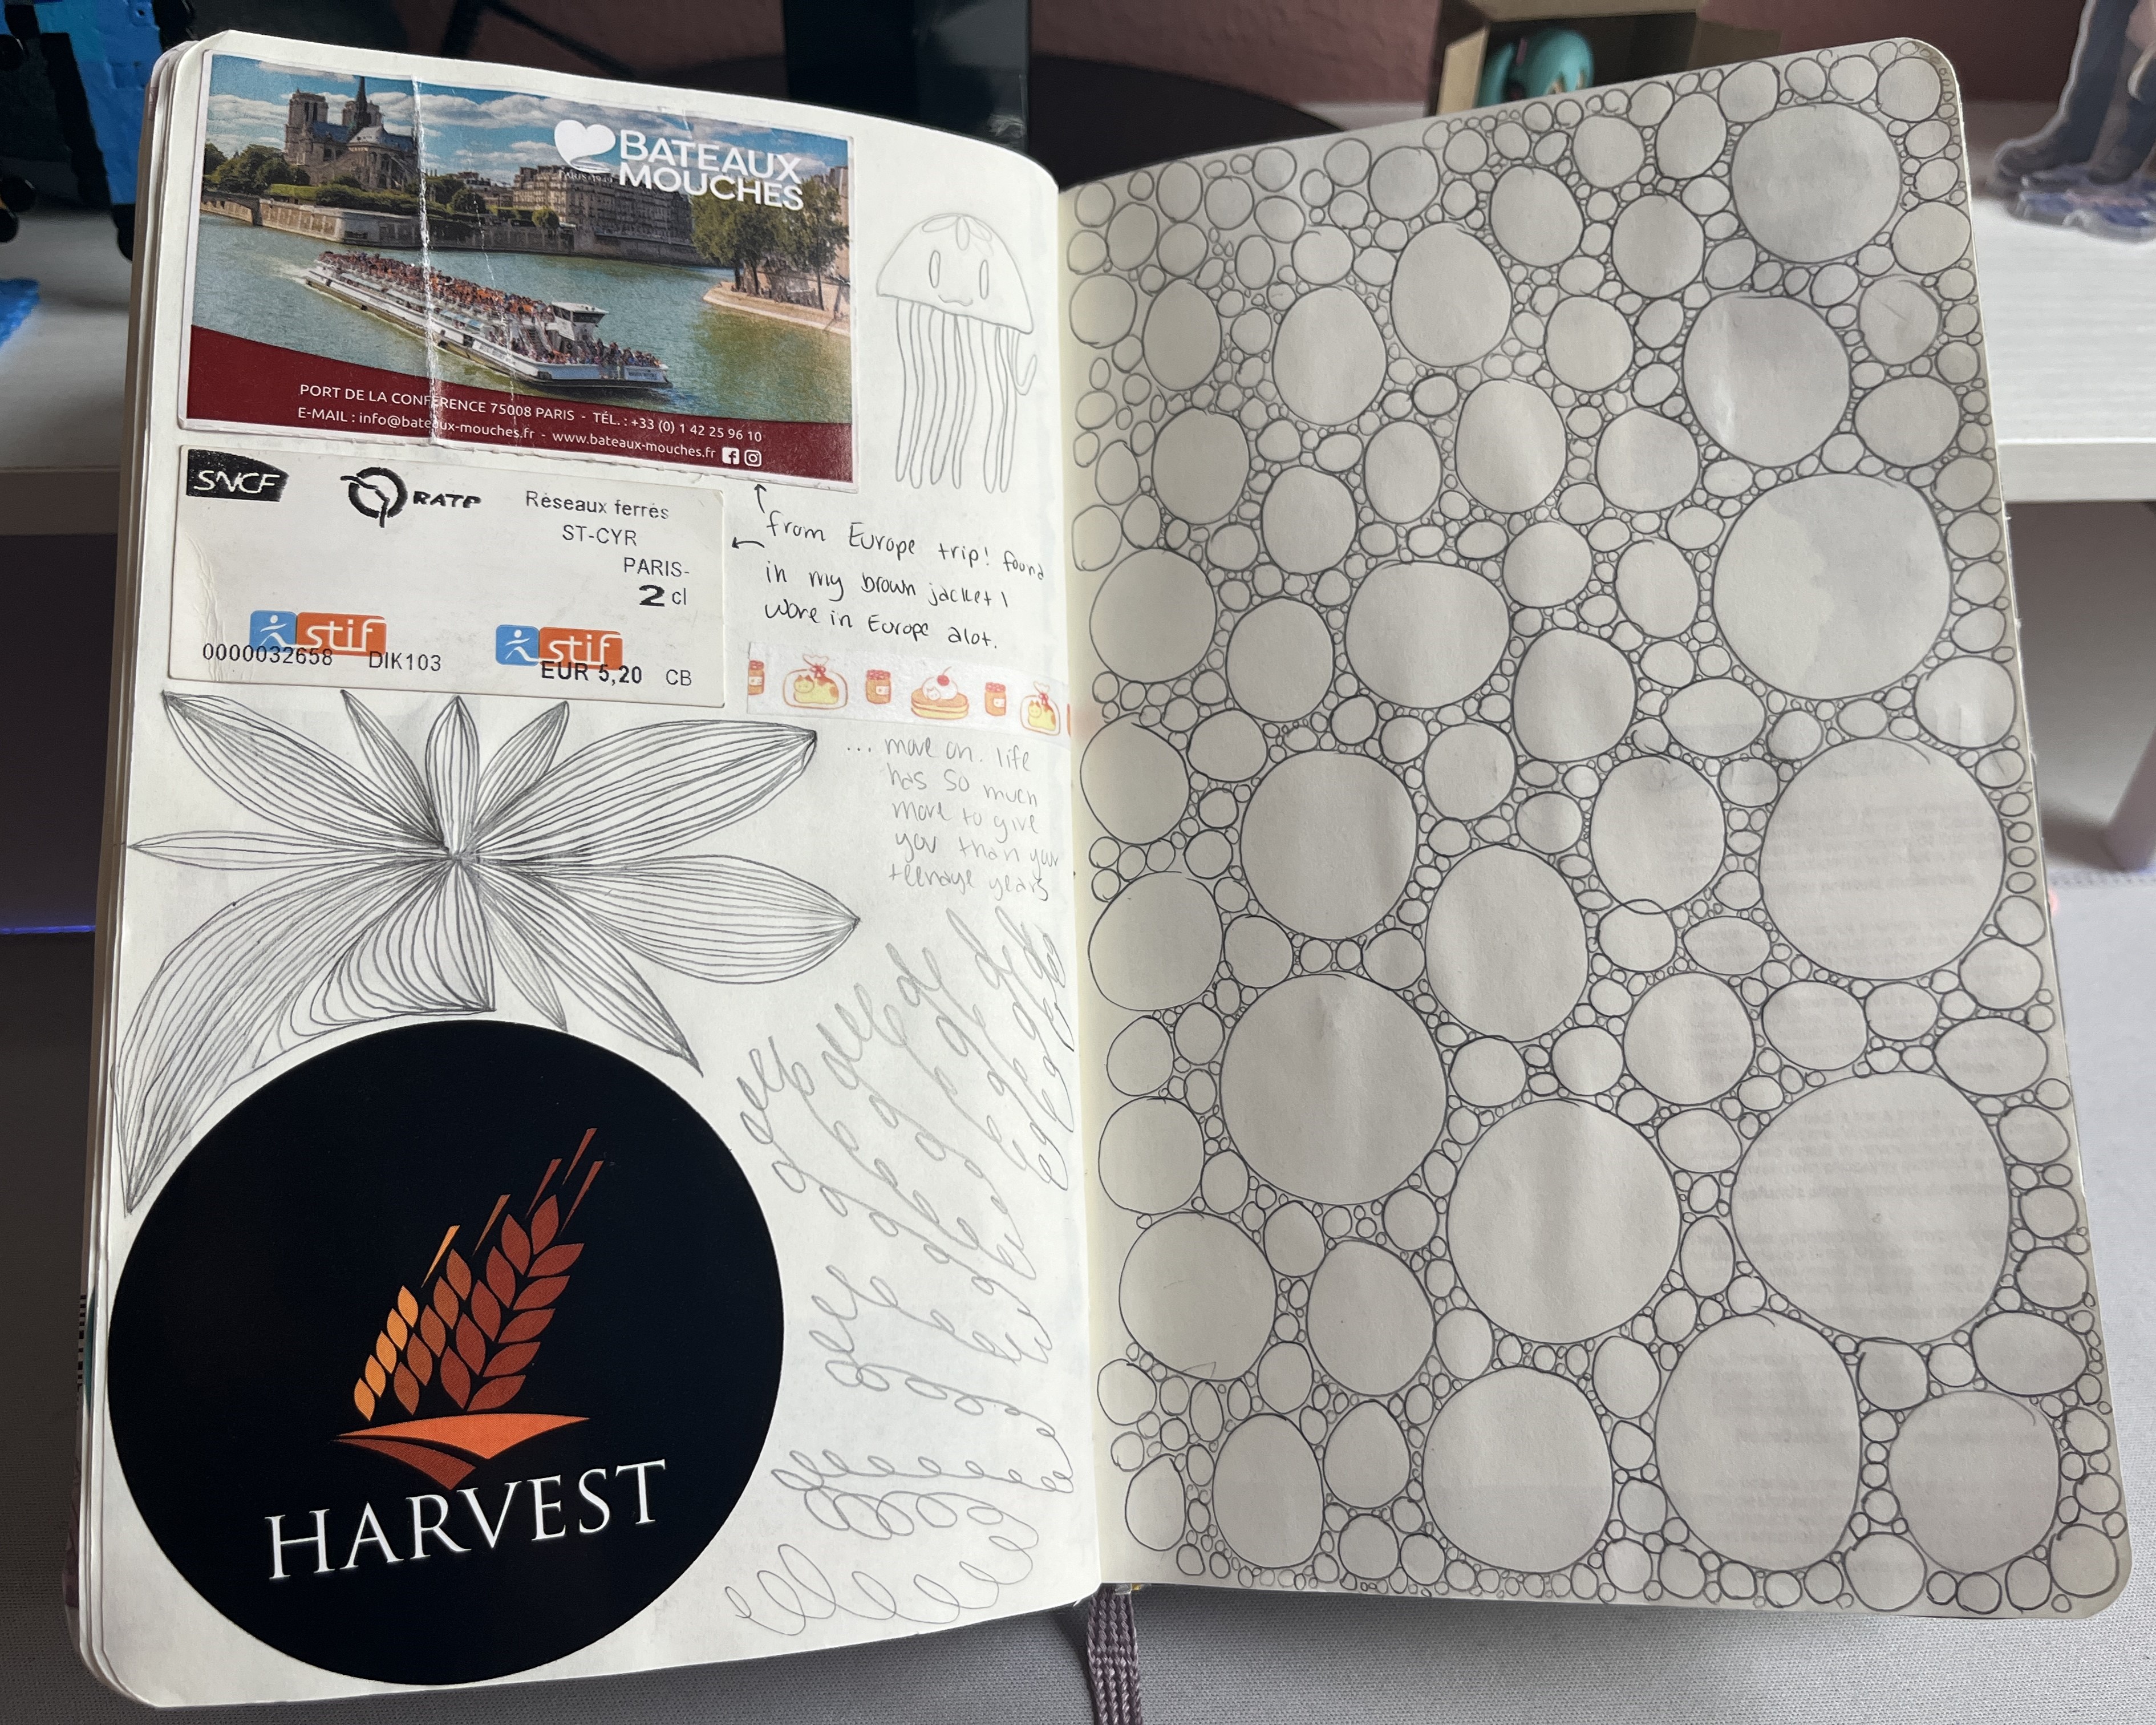 BATEAUX
MOUCHES
PORT DE LA CONFÉRENCE 75008 PARIS - TÉL. : +33 (0) 1 42 25 96 10
E-MAIL : info@bateaux-mouches.fr - www.bateaux-mouches.fr
SNCF
RATP
Réseaux ferrés
ST-CYR
PARIS-
2 cl
stif
stif
0000032658 DIK103
EUR 5,20 CB
from Europe trip! found
in my brown jacket I
wore in Europe alot.
... move on. life
has so much
more to give
you than your
teenage years
HARVEST